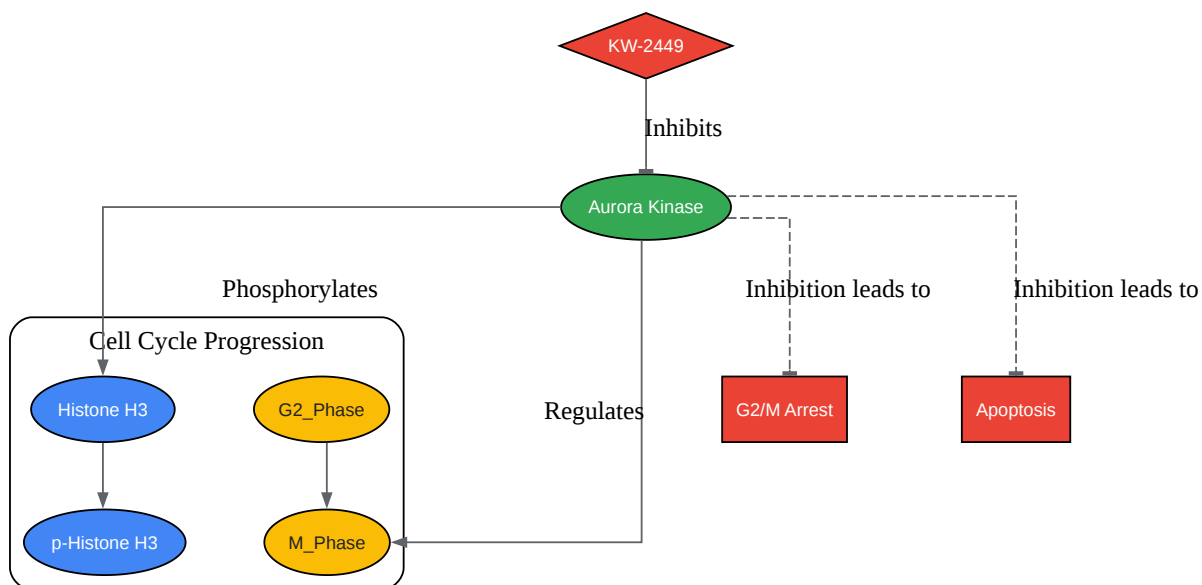 KW-2449
Inhibits
Aurora Kinase
Phosphorylates
Inhibition leads to
Inhibition leads to
Cell Cycle Progression
Histone H3
G2_Phase
Regulates
G2/M Arrest
Apoptosis
p-Histone H3
M_Phase